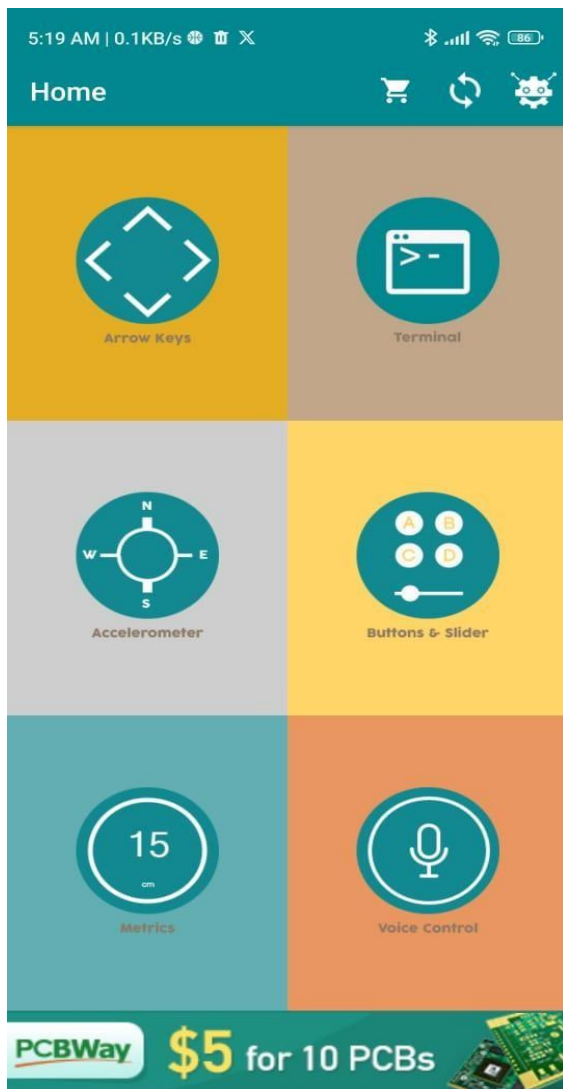 5:19 AM | 0.1KB/s
86
Home
Arrow Keys
>-
Terminal
N
W E
S
Accelerometer
A B
C D
Buttons & Slider
15
cm
Metrics
Voice Control
PCBWay $5 for 10 PCBs